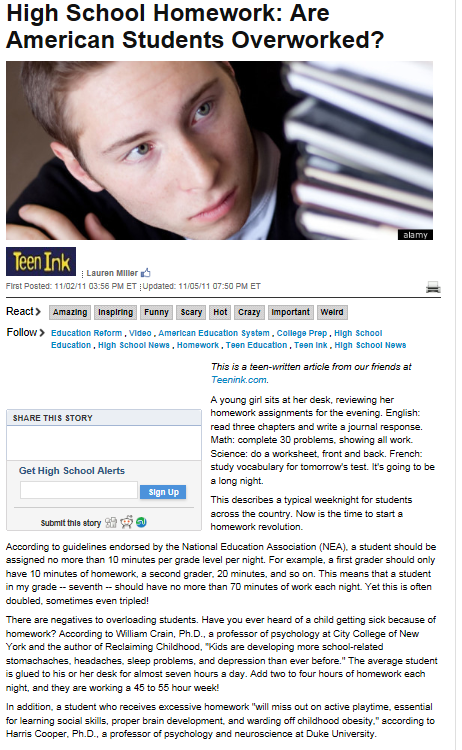 High School Homework: Are
American Students Overworked?
alamy
Teen Ink
Lauren Miller
First Posted: 11/02/11 03:56 PM ET Updated: 11/05/11 07:50 PM ET
React Amazing Inspiring Funny Scary Hot Crazy Important Weird
Follow Education Reform , Video , American Education System , College Prep , High School
Education , High School News , Homework , Teen Education , Teen Ink , High School News
This is a teen-written article from our friends at
Teenink.com.
A young girl sits at her desk, reviewing her
homework assignments for the evening. English:
read three chapters and write a journal response.
Math: complete 30 problems, showing all work.
Science: do a worksheet, front and back. French:
study vocabulary for tomorrow's test. It's going to be
a long night.
SHARE THIS STORY
Get High School Alerts
Sign Up
Submit this story
This describes a typical weeknight for students
across the country. Now is the time to start a
homework revolution.
According to guidelines endorsed by the National Education Association (NEA), a student should be
assigned no more than 10 minutes per grade level per night. For example, a first grader should only
have 10 minutes of homework, a second grader, 20 minutes, and so on. This means that a student
in my grade -- seventh -- should have no more than 70 minutes of work each night. Yet this is often
doubled, sometimes even tripled!
There are negatives to overloading students. Have you ever heard of a child getting sick because of
homework? According to William Crain, Ph.D., a professor of psychology at City College of New
York and the author of Reclaiming Childhood, "Kids are developing more school-related
stomachaches, headaches, sleep problems, and depression than ever before." The average student
is glued to his or her desk for almost seven hours a day. Add two to four hours of homework each
night, and they are working a 45 to 55 hour week!
In addition, a student who receives excessive homework "will miss out on active playtime, essential
for learning social skills, proper brain development, and warding off childhood obesity," according to
Harris Cooper, Ph.D., a professor of psychology and neuroscience at Duke University.